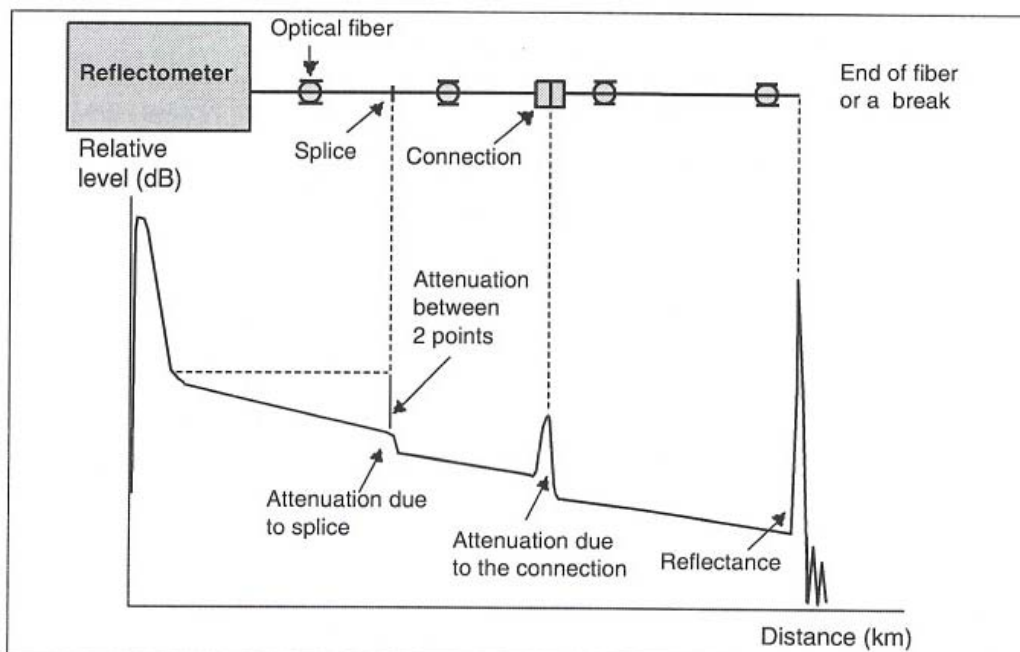 Optical fiber
Reflectometer
End of fiber
or a break
Splice
Connection
Relative
level (dB)
Attenuation
between
2 points
Attenuation due
to splice
Attenuation due
to the connection
Reflectance
Distance (km)